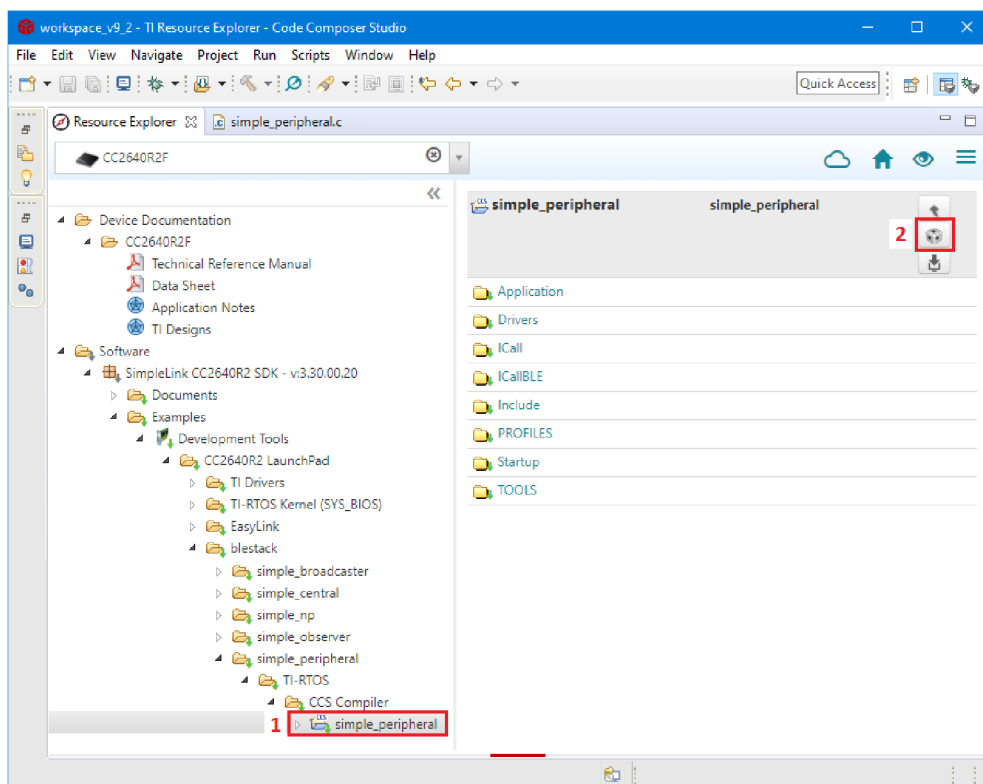 workspace_v9_2 - TI Resource Explorer - Code Composer Studio
File Edit View Navigate Project Run Scripts Window Help
Quick Access
Resource Explorer simple_peripheral.c
CC2640R2F
Device Documentation
CC2640R2F
Technical Reference Manual
Data Sheet
Application Notes
TI Designs
Software
SimpleLink CC2640R2 SDK - v:3.30.00.20
Documents
Examples
Development Tools
CC2640R2 LaunchPad
TI Drivers
TI-RTOS Kernel (SYS_BIOS)
EasyLink
blestack
simple_broadcaster
simple_central
simple_np
simple_observer
simple_peripheral
TI-RTOS
CCS Compiler
1 simple_peripheral
simple_peripheral simple_peripheral
2
Application
Drivers
ICall
ICallBLE
Include
PROFILES
Startup
TOOLS